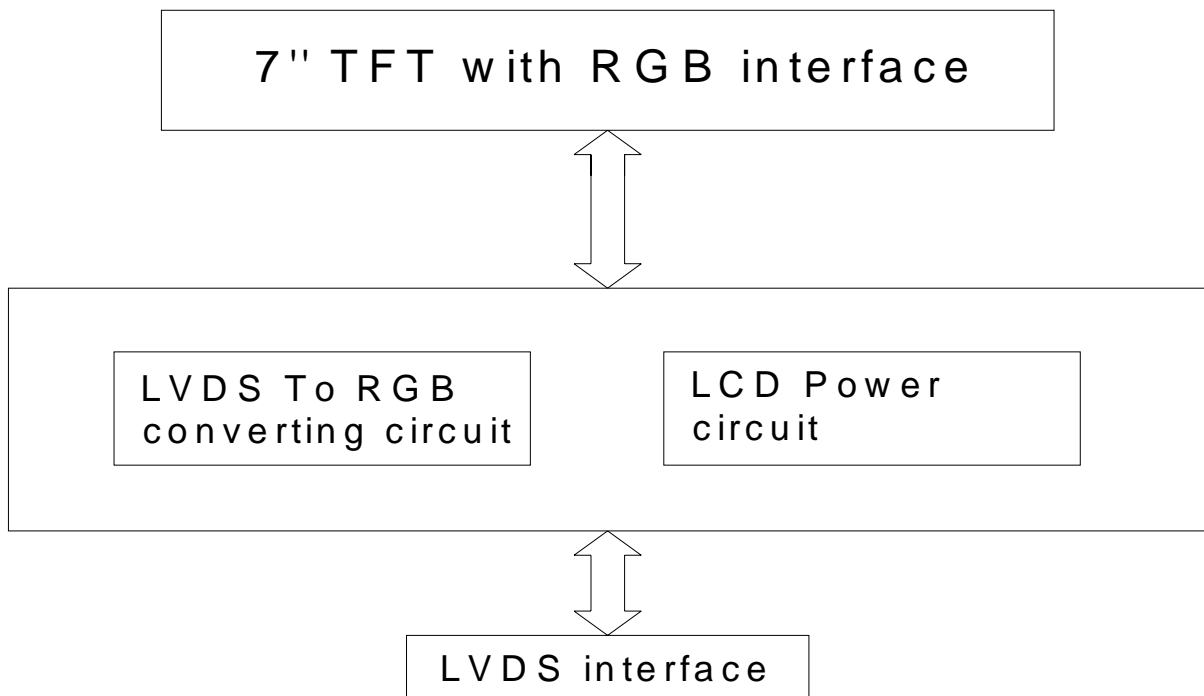 7" TFT with RGB interface
LVDS To RGB
converting circuit
LCD Power
circuit
LVDS interface